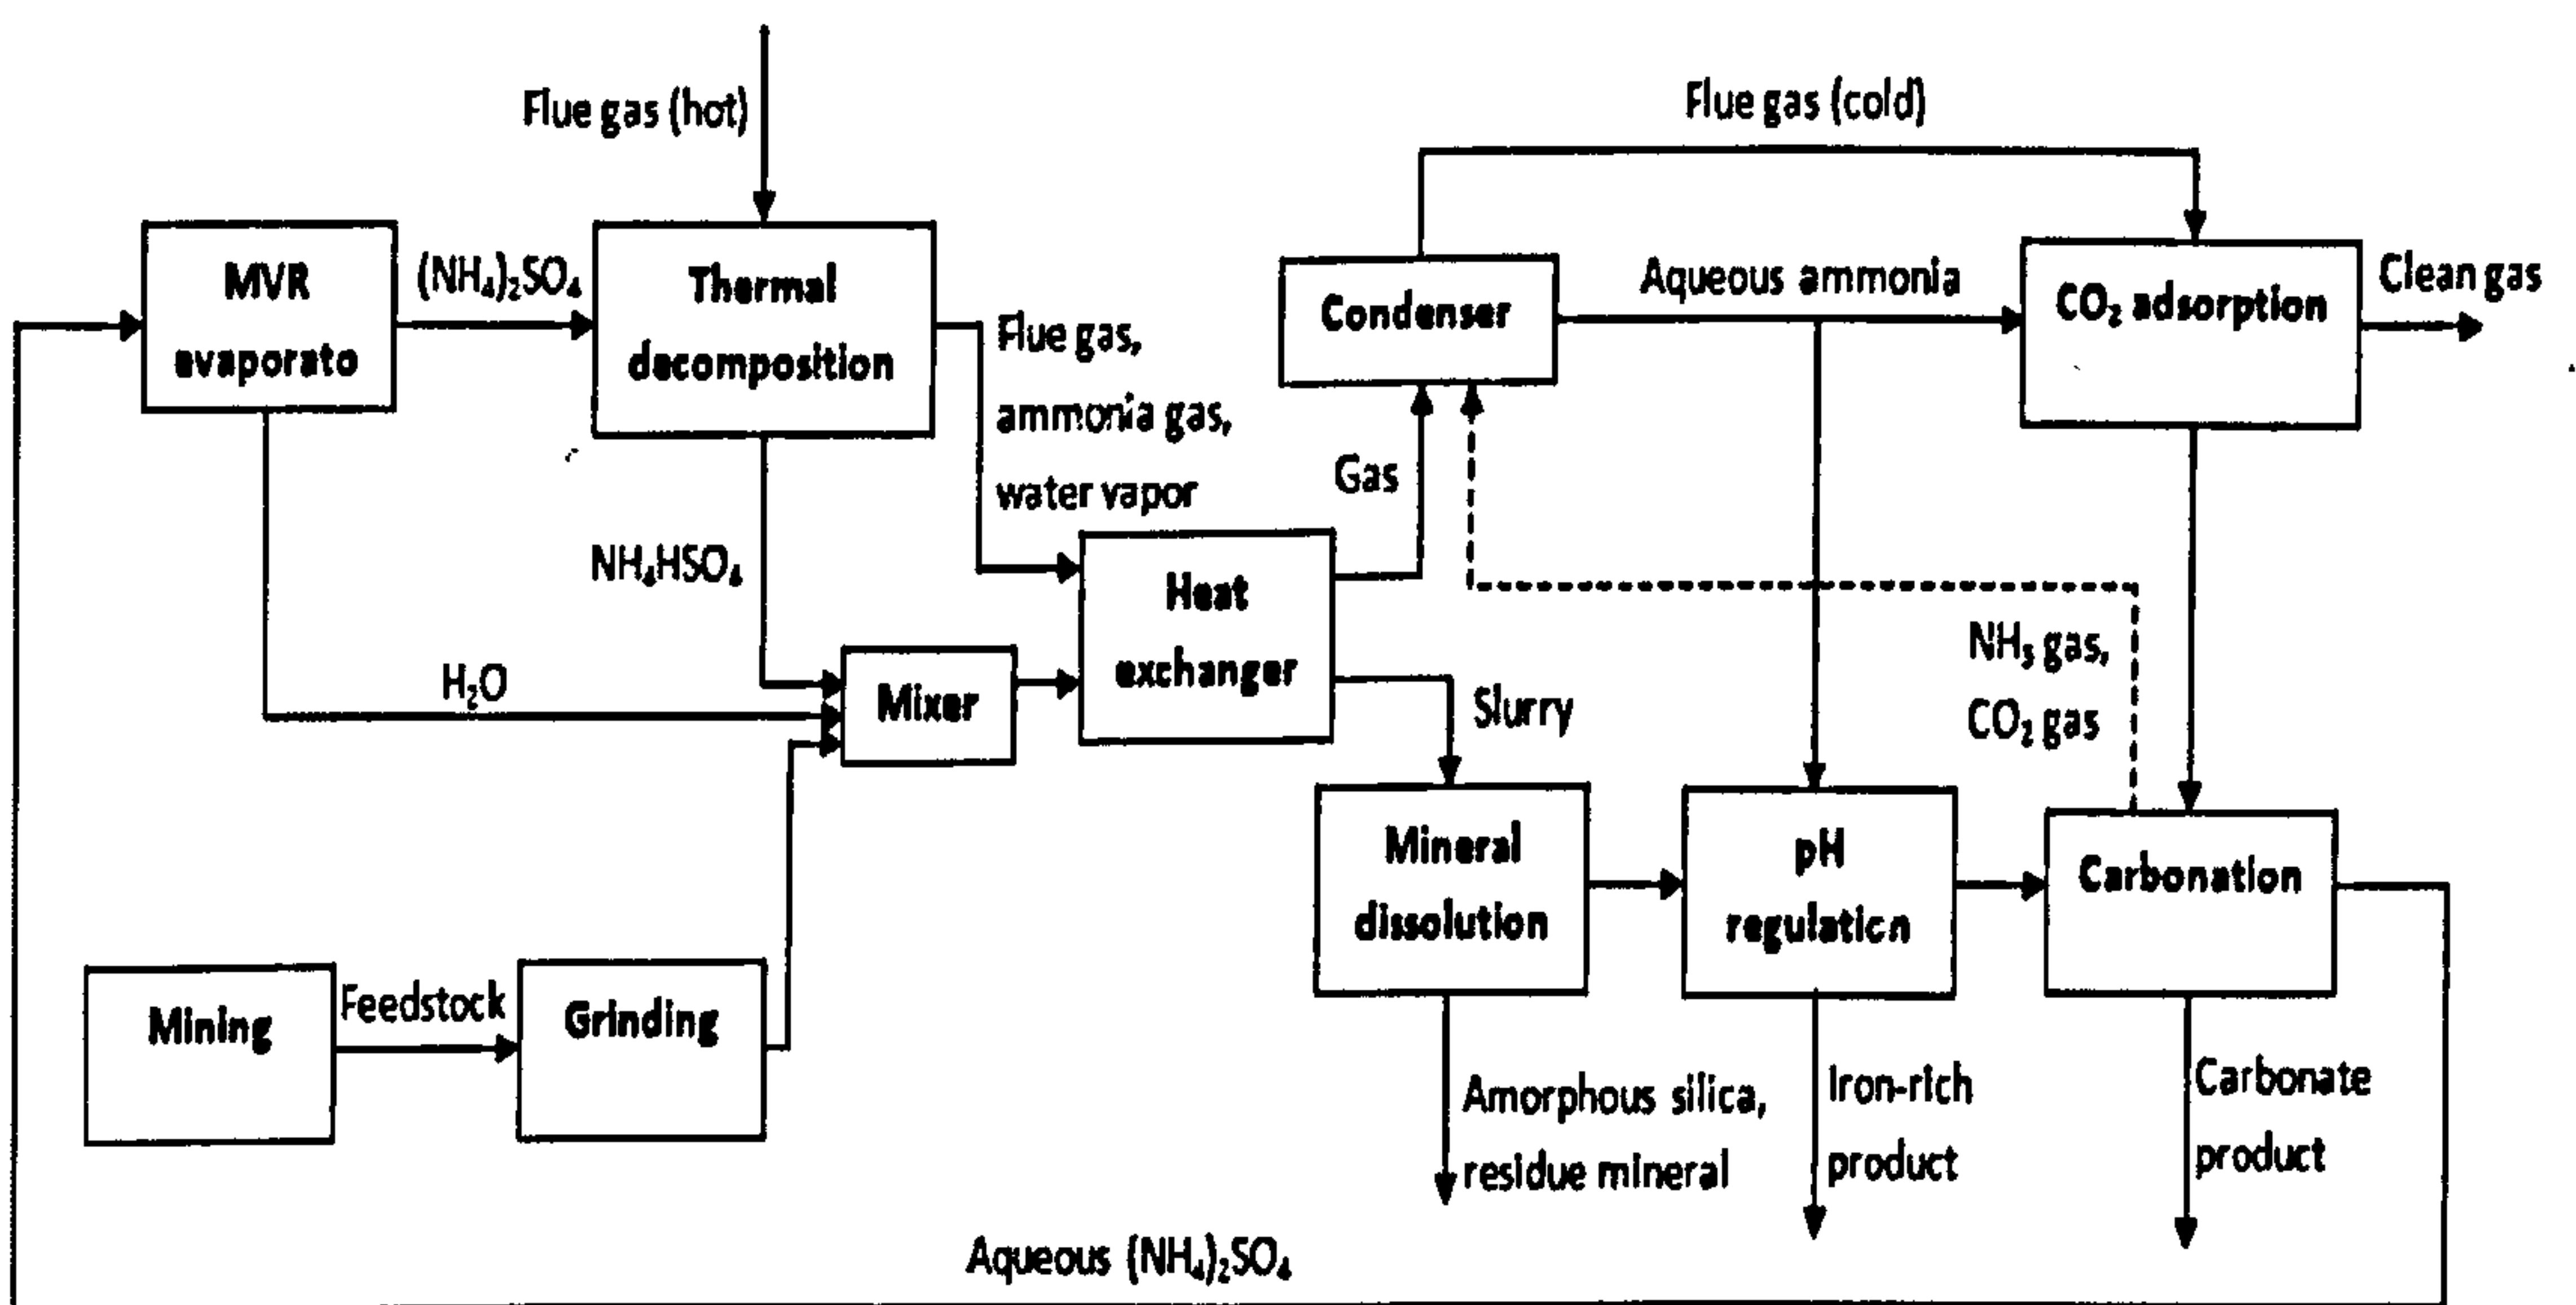 Flue gas (hot)
Flue gas (cold)
MVR
evaporato
(NH₄)₂SO₄
Thermal
decomposition
Flue gas,
ammonia gas,
water vapor
Condenser
Aqueous ammonia
CO₂ adsorption
Clean gas
Gas
NH₄HSO₄
Heat
exchanger
H₂O
Mixer
Slurry
NH₃ gas,
CO₂ gas
Mineral
dissolution
pH
regulation
Carbonation
Mining
Feedstock
Grinding
Amorphous silica,
residue mineral
Iron-rich
product
Carbonate
product
Aqueous (NH₄)₂SO₄